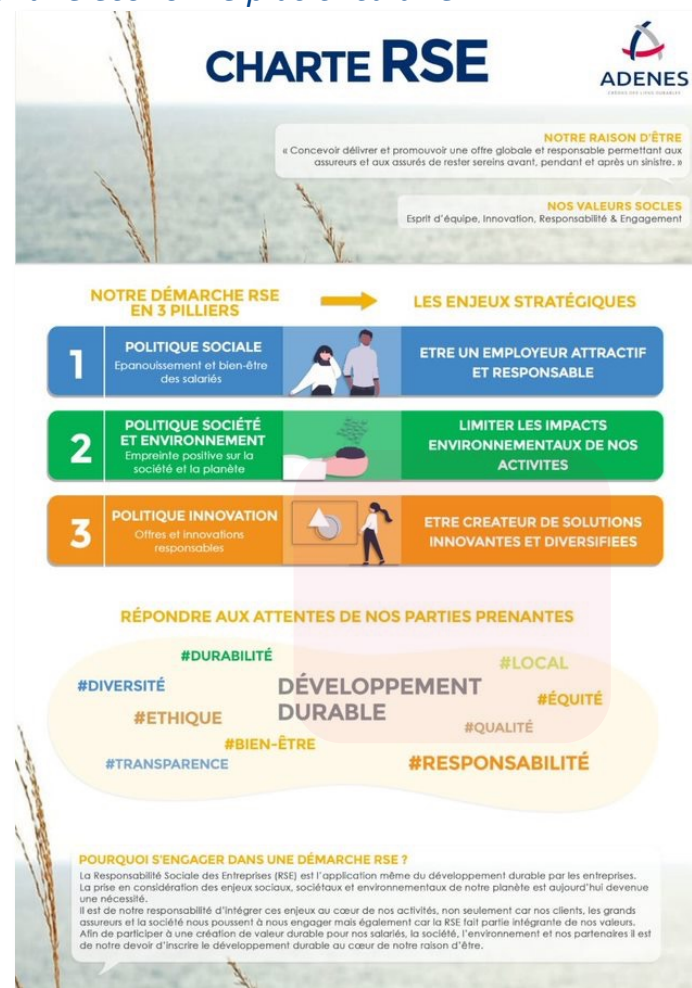 CHARTE RSE
ADENES
CRÉONS DES LIENS DURABLES
NOTRE RAISON D'ÊTRE
« Concevoir délivrer et promouvoir une offre globale et responsable permettant aux
assureurs et aux assurés de rester sereins avant, pendant et après un sinistre. »
NOS VALEURS SOCLES
Esprit d'équipe, Innovation, Responsabilité & Engagement
NOTRE DÉMARCHE RSE
EN 3 PILLIERS
LES ENJEUX STRATÉGIQUES
1
POLITIQUE SOCIALE
Epanouissement et bien-être
des salariés
ETRE UN EMPLOYEUR ATTRACTIF
ET RESPONSABLE
2
POLITIQUE SOCIÉTÉ
ET ENVIRONNEMENT
Empreinte positive sur la
société et la planète
LIMITER LES IMPACTS
ENVIRONNEMENTAUX DE NOS
ACTIVITES
3
POLITIQUE INNOVATION
Offres et innovations
responsables
ETRE CREATEUR DE SOLUTIONS
INNOVANTES ET DIVERSIFIEES
RÉPONDRE AUX ATTENTES DE NOS PARTIES PRENANTES
#DURABILITÉ
#LOCAL
#DIVERSITÉ
DÉVELOPPEMENT
DURABLE
#ÉQUITÉ
#ETHIQUE
#QUALITÉ
#BIEN-ÊTRE
#TRANSPARENCE
#RESPONSABILITÉ
POURQUOI S'ENGAGER DANS UNE DÉMARCHE RSE ?
La Responsabilité Sociale des Entreprises (RSE) est l'application même du développement durable par les entreprises.
La prise en considération des enjeux sociaux, sociétaux et environnementaux de notre planète est aujourd'hui devenue
une nécessité.
Il est de notre responsabilité d'intégrer ces enjeux au cœur de nos activités, non seulement car nos clients, les grands
assureurs et la société nous poussent à nous engager mais également car la RSE fait partie intégrante de nos valeurs.
Afin de participer à une création de valeur durable pour nos salariés, la société, l'environnement et nos partenaires il est
de notre devoir d'inscrire le développement durable au cœur de notre raison d'être.